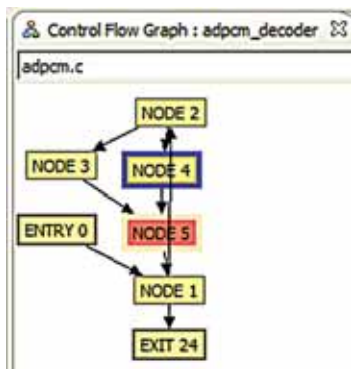 Control Flow Graph : adpcm_decoder
adpcm.c
NODE 2
NODE 3
NODE 4
ENTRY 0
NODE 5
NODE 1
EXIT 24